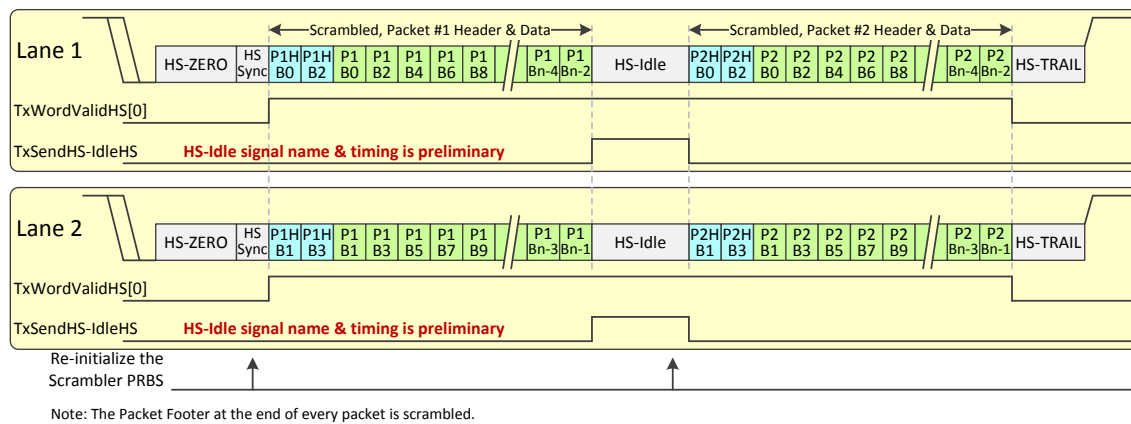 Scrambled, Packet #1 Header & Data
Scrambled, Packet #2 Header & Data
Lane 1
HS-ZERO
HS
Sync
P1H
B0
P1H
B2
P1
B0
P1
B2
P1
B4
P1
B6
P1
B8
P1
Bn-4
P1
Bn-2
HS-Idle
P2H
B0
P2H
B2
P2
B0
P2
B2
P2
B4
P2
B6
P2
B8
P2
Bn-4
P2
Bn-2
HS-TRAIL
TxWordValidHS[0]
TxSendHS-IdleHS
HS-Idle signal name & timing is preliminary
Lane 2
HS-ZERO
HS
Sync
P1H
B1
P1H
B3
P1
B1
P1
B3
P1
B5
P1
B7
P1
B9
P1
Bn-3
P1
Bn-1
HS-Idle
P2H
B1
P2H
B3
P2
B1
P2
B3
P2
B5
P2
B7
P2
B9
P2
Bn-3
P2
Bn-1
HS-TRAIL
TxWordValidHS[0]
TxSendHS-IdleHS
HS-Idle signal name & timing is preliminary
Re-initialize the
Scrambler PRBS
Note: The Packet Footer at the end of every packet is scrambled.